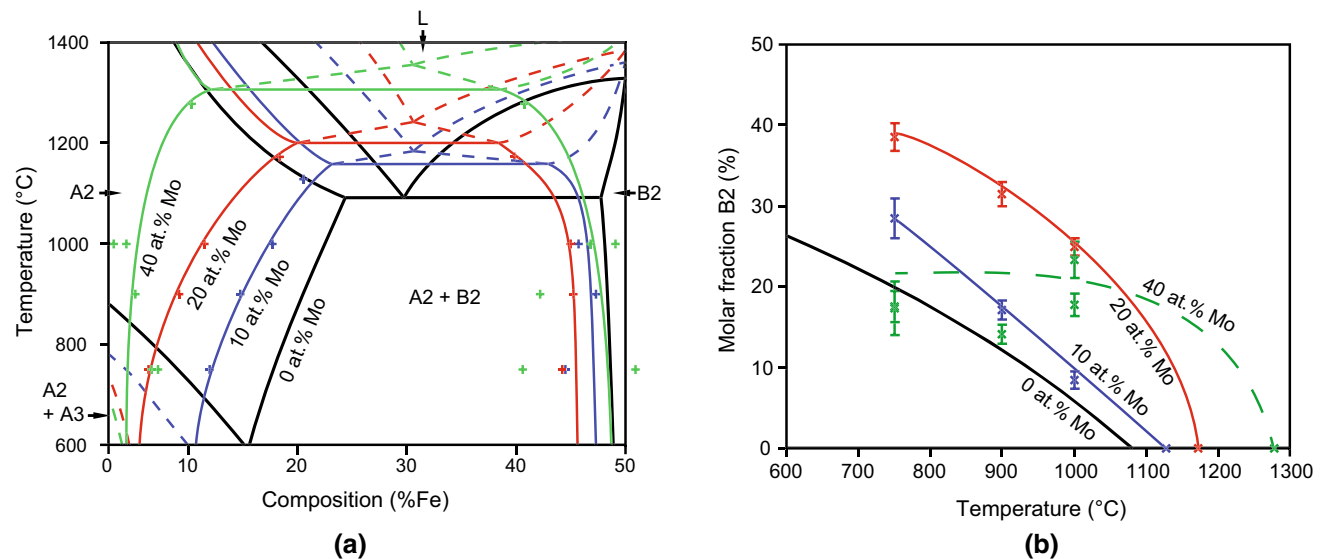 L
1400
1200
1000
800
600
Temperature (°C)
A2
A2
+ A3
B2
A2 + B2
40 at.% Mo
20 at.% Mo
10 at.% Mo
0 at.% Mo
0 10 20 30 40 50
Composition (%Fe)
(a)
50
40
30
20
10
0
Molar fraction B2 (%)
40 at.% Mo
20 at.% Mo
10 at.% Mo
0 at.% Mo
600 700 800 900 1000 1100 1200 1300
Temperature (°C)
(b)